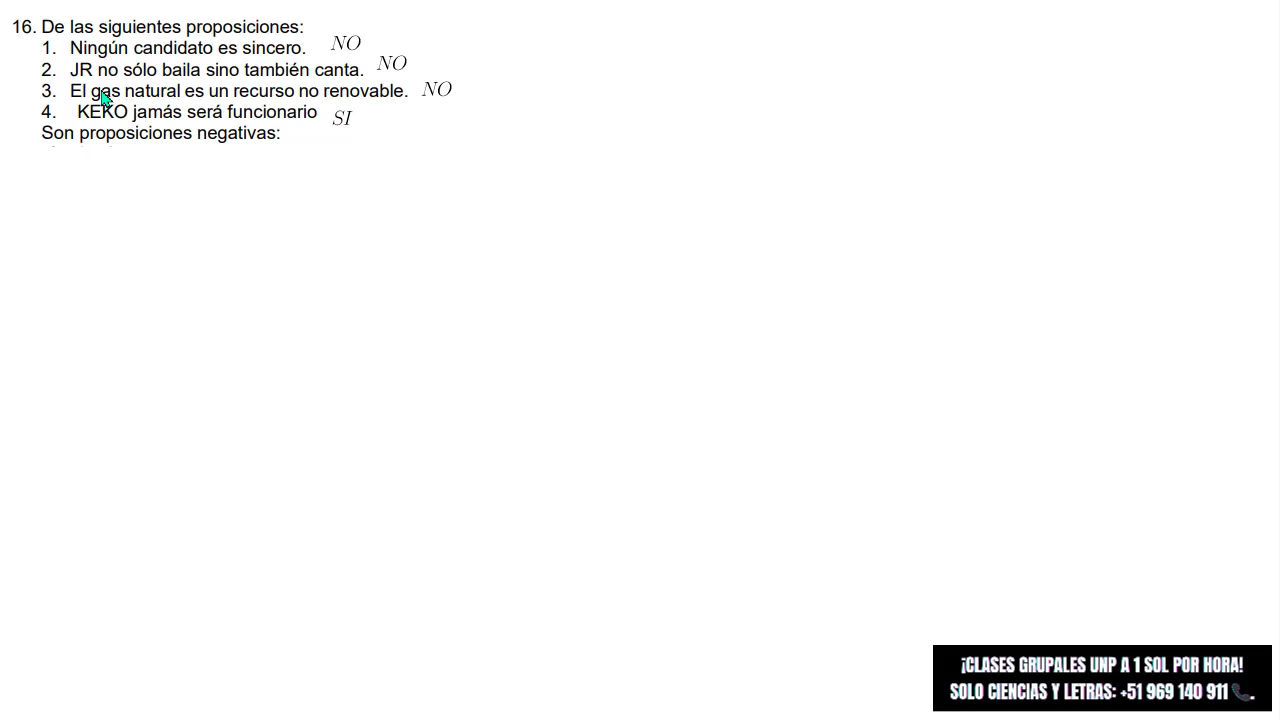 16. De las siguientes proposiciones:
1. Ningún candidato es sincero. NO
2. JR no sólo baila sino también canta. NO
3. El gas natural es un recurso no renovable. NO
4. KEKO jamás será funcionario SI
Son proposiciones negativas:
¡CLASES GRUPALES UNP A 1 SOL POR HORA!
SOLO CIENCIAS Y LETRAS: +51 969 140 911 📞.